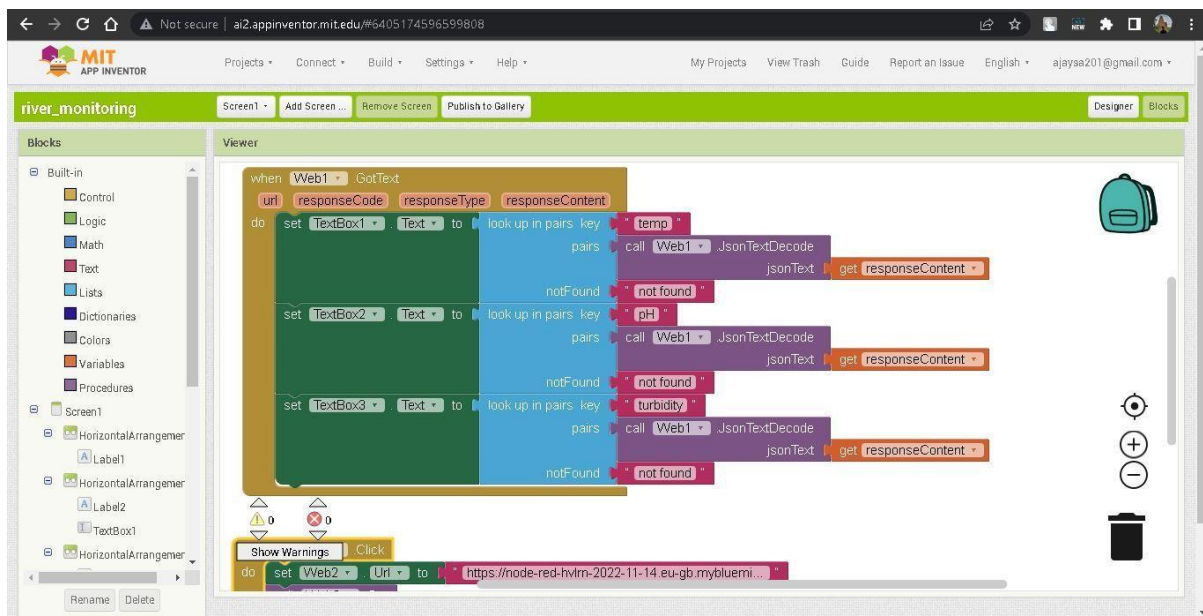 Not secure | ai2.appinventor.mit.edu/#6405174596599808
NEW
MIT
APP INVENTOR
Projects Connect Build Settings Help My Projects View Trash Guide Report an Issue English ajaysa201@gmail.com
river_monitoring Screen1 Add Screen ... Remove Screen Publish to Gallery Designer Blocks
Blocks Viewer
Built-in
Control
Logic
Math
Text
Lists
Dictionaries
Colors
Variables
Procedures
Screen1
HorizontalArrangemer
A Label1
HorizontalArrangemer
A Label2
TextBox1
HorizontalArrangemer
Rename Delete
when Web1 .GotText
url responseCode responseType responseContent
do set TextBox1 . Text to look up in pairs key " temp "
pairs call Web1 .JsonTextDecode
jsonText get responseContent
notFound " not found "
set TextBox2 . Text to look up in pairs key " pH "
pairs call Web1 .JsonTextDecode
jsonText get responseContent
notFound " not found "
set TextBox3 . Text to look up in pairs key " turbidity "
pairs call Web1 .JsonTextDecode
jsonText get responseContent
notFound " not found "
0 0
Show Warnings .Click
do set Web2 . Url to " https://node-red-hvlrn-2022-11-14.eu-gb.mybluemi... "